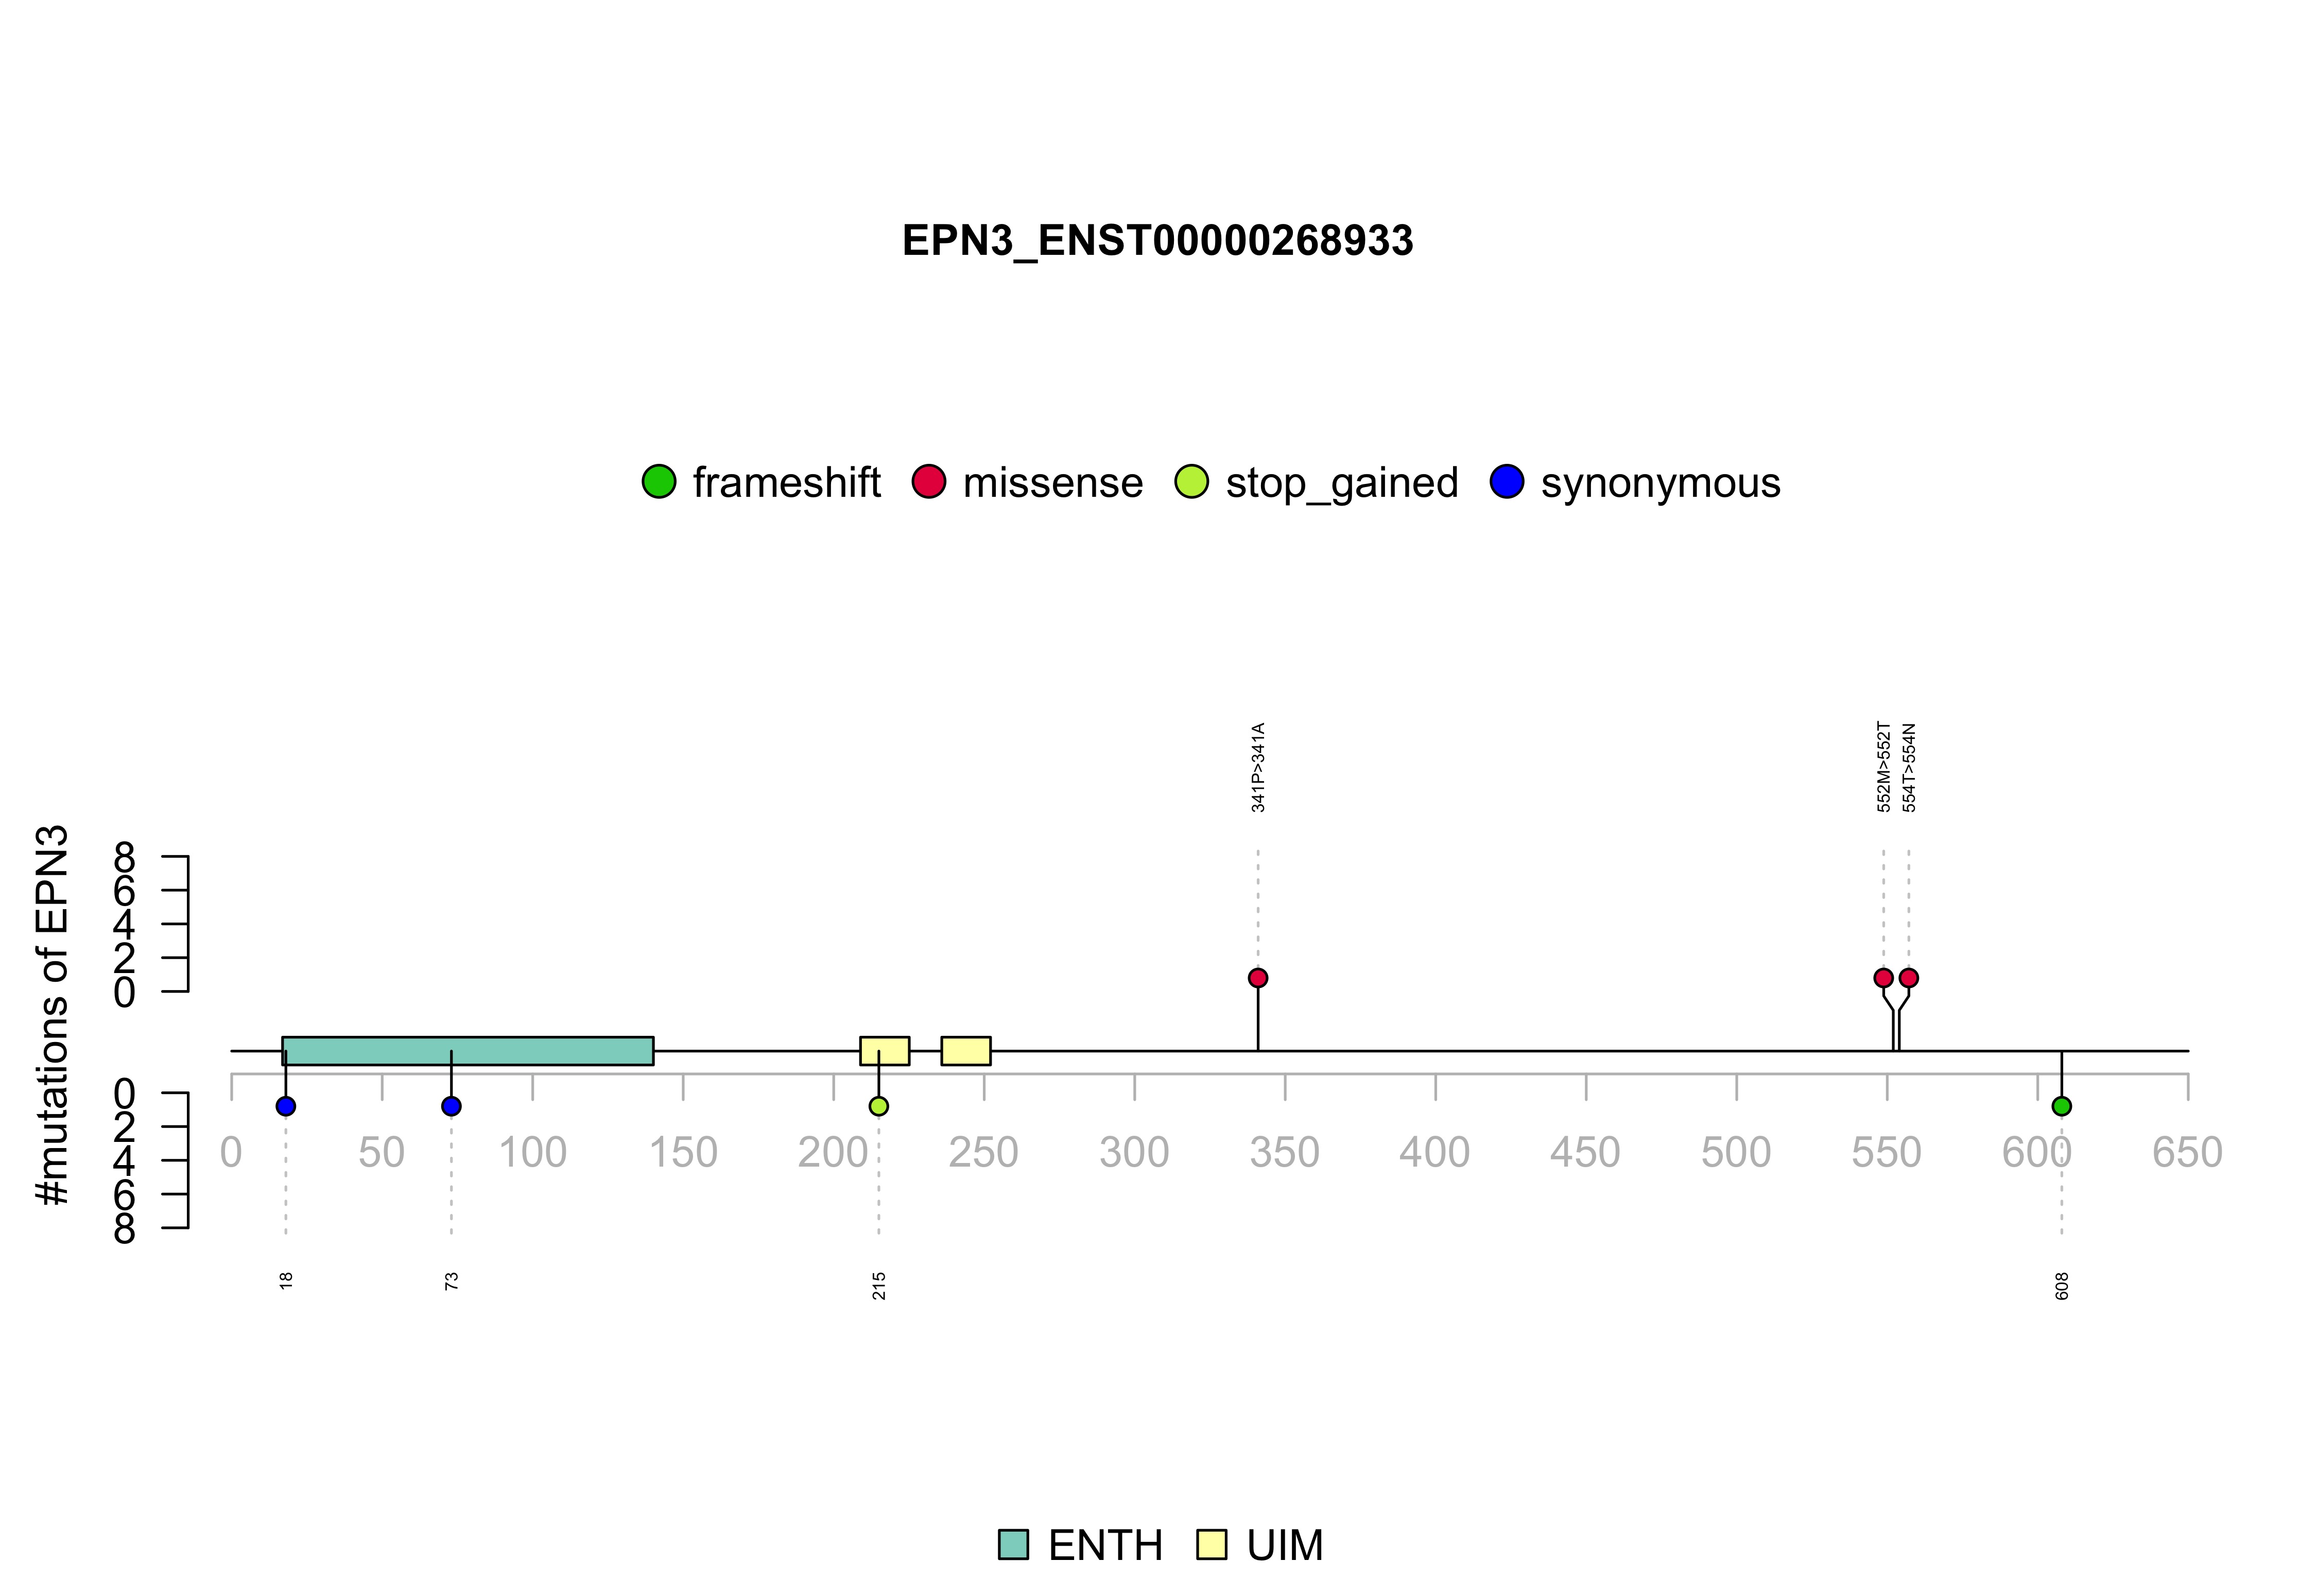 EPN3_ENST00000268933
frameshift missense stop_gained synonymous
341P>341A
552M>552T
554T>554N
#mutations of EPN3
8
6
4
2
0
0
2
4
6
8
0 50 100 150 200 250 300 350 400 450 500 550 600 650
18 73 215 608
ENTH UIM